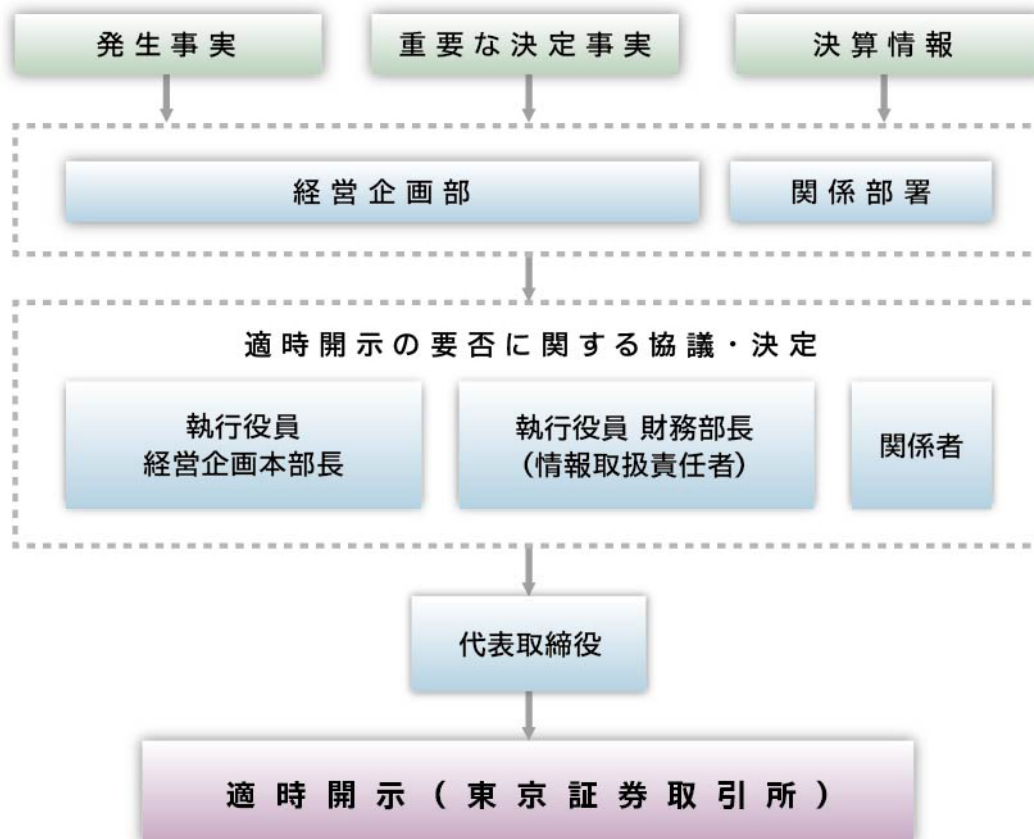 発生事実
重要な決定事実
決算情報
経営企画部
関係部署
適時開示の要否に関する協議・決定
執行役員
経営企画本部長
執行役員 財務部長
(情報取扱責任者)
関係者
代表取締役
適時開示(東京証券取引所)